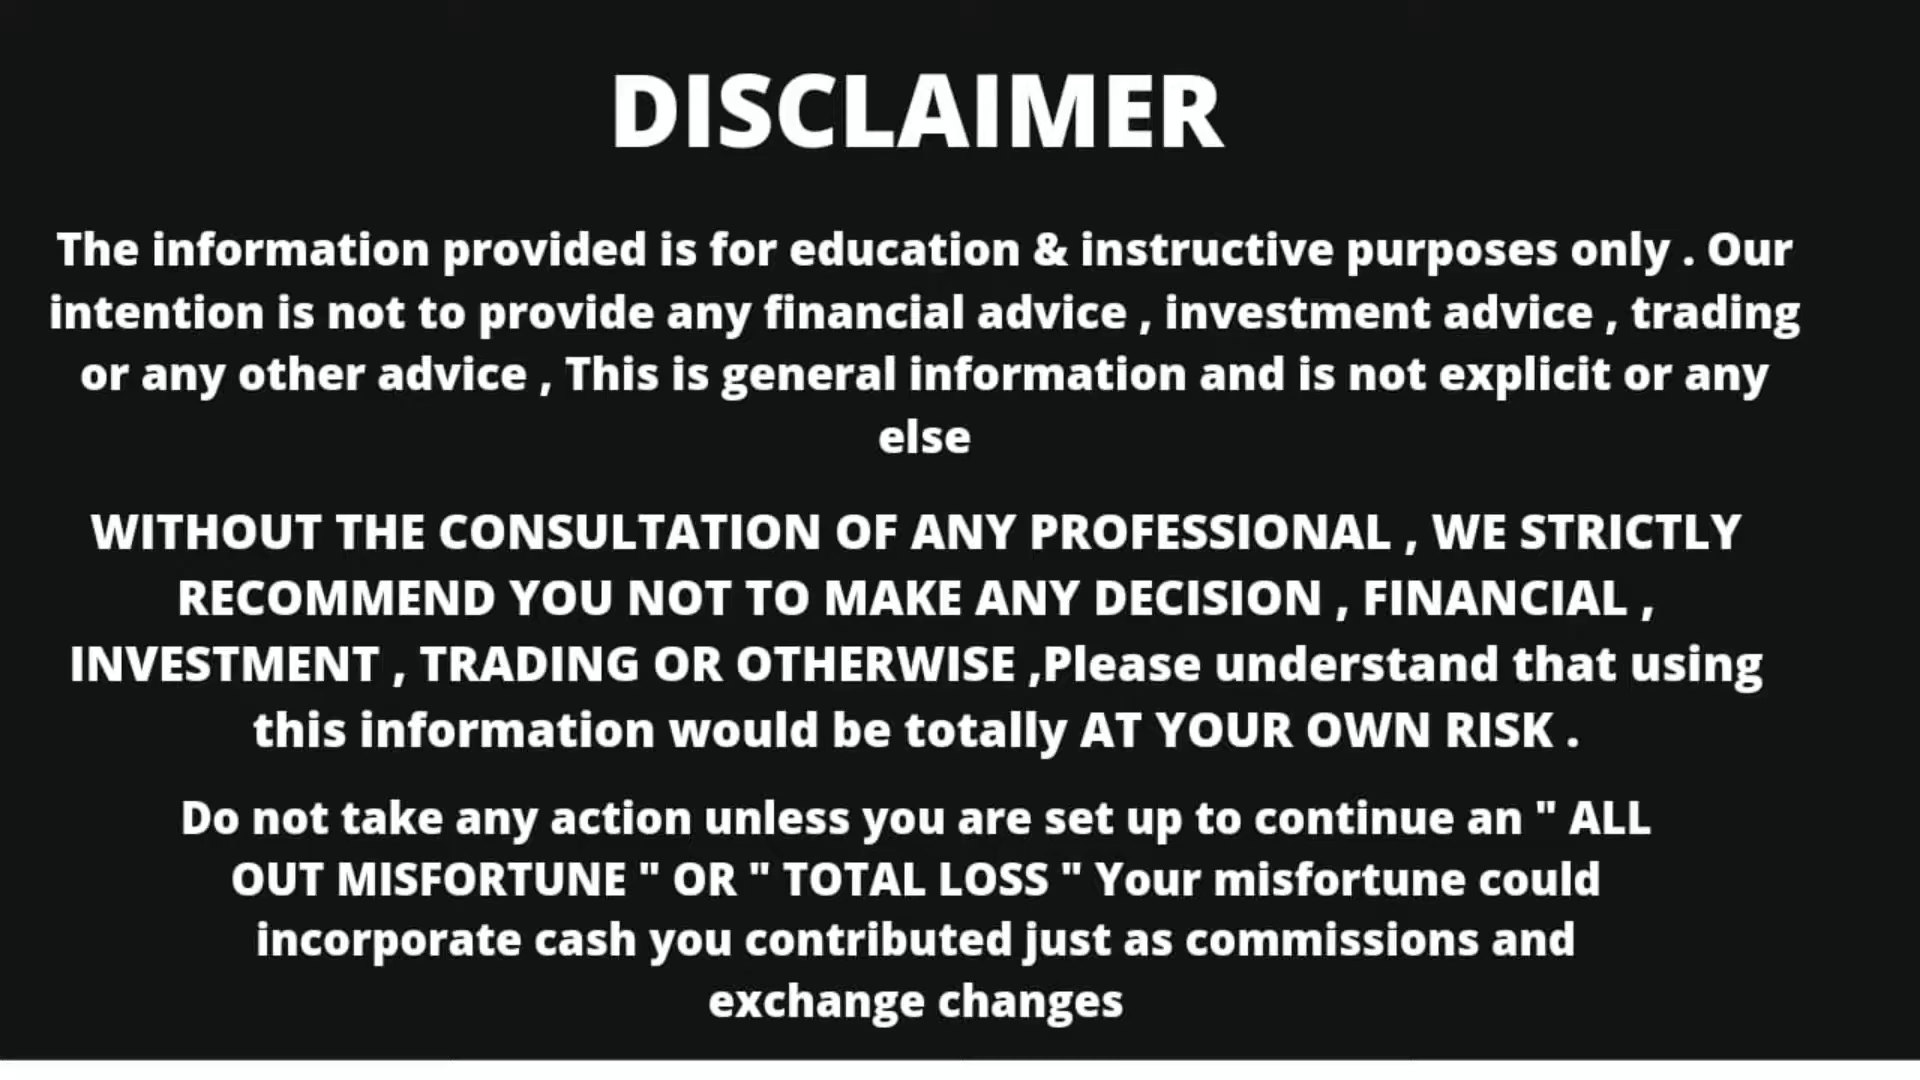 DISCLAIMER
The information provided is for education & instructive purposes only . Our
intention is not to provide any financial advice , investment advice , trading
or any other advice , This is general information and is not explicit or any
else
WITHOUT THE CONSULTATION OF ANY PROFESSIONAL , WE STRICTLY
RECOMMEND YOU NOT TO MAKE ANY DECISION , FINANCIAL ,
INVESTMENT , TRADING OR OTHERWISE ,Please understand that using
this information would be totally AT YOUR OWN RISK .
Do not take any action unless you are set up to continue an " ALL
OUT MISFORTUNE " OR " TOTAL LOSS " Your misfortune could
incorporate cash you contributed just as commissions and
exchange changes